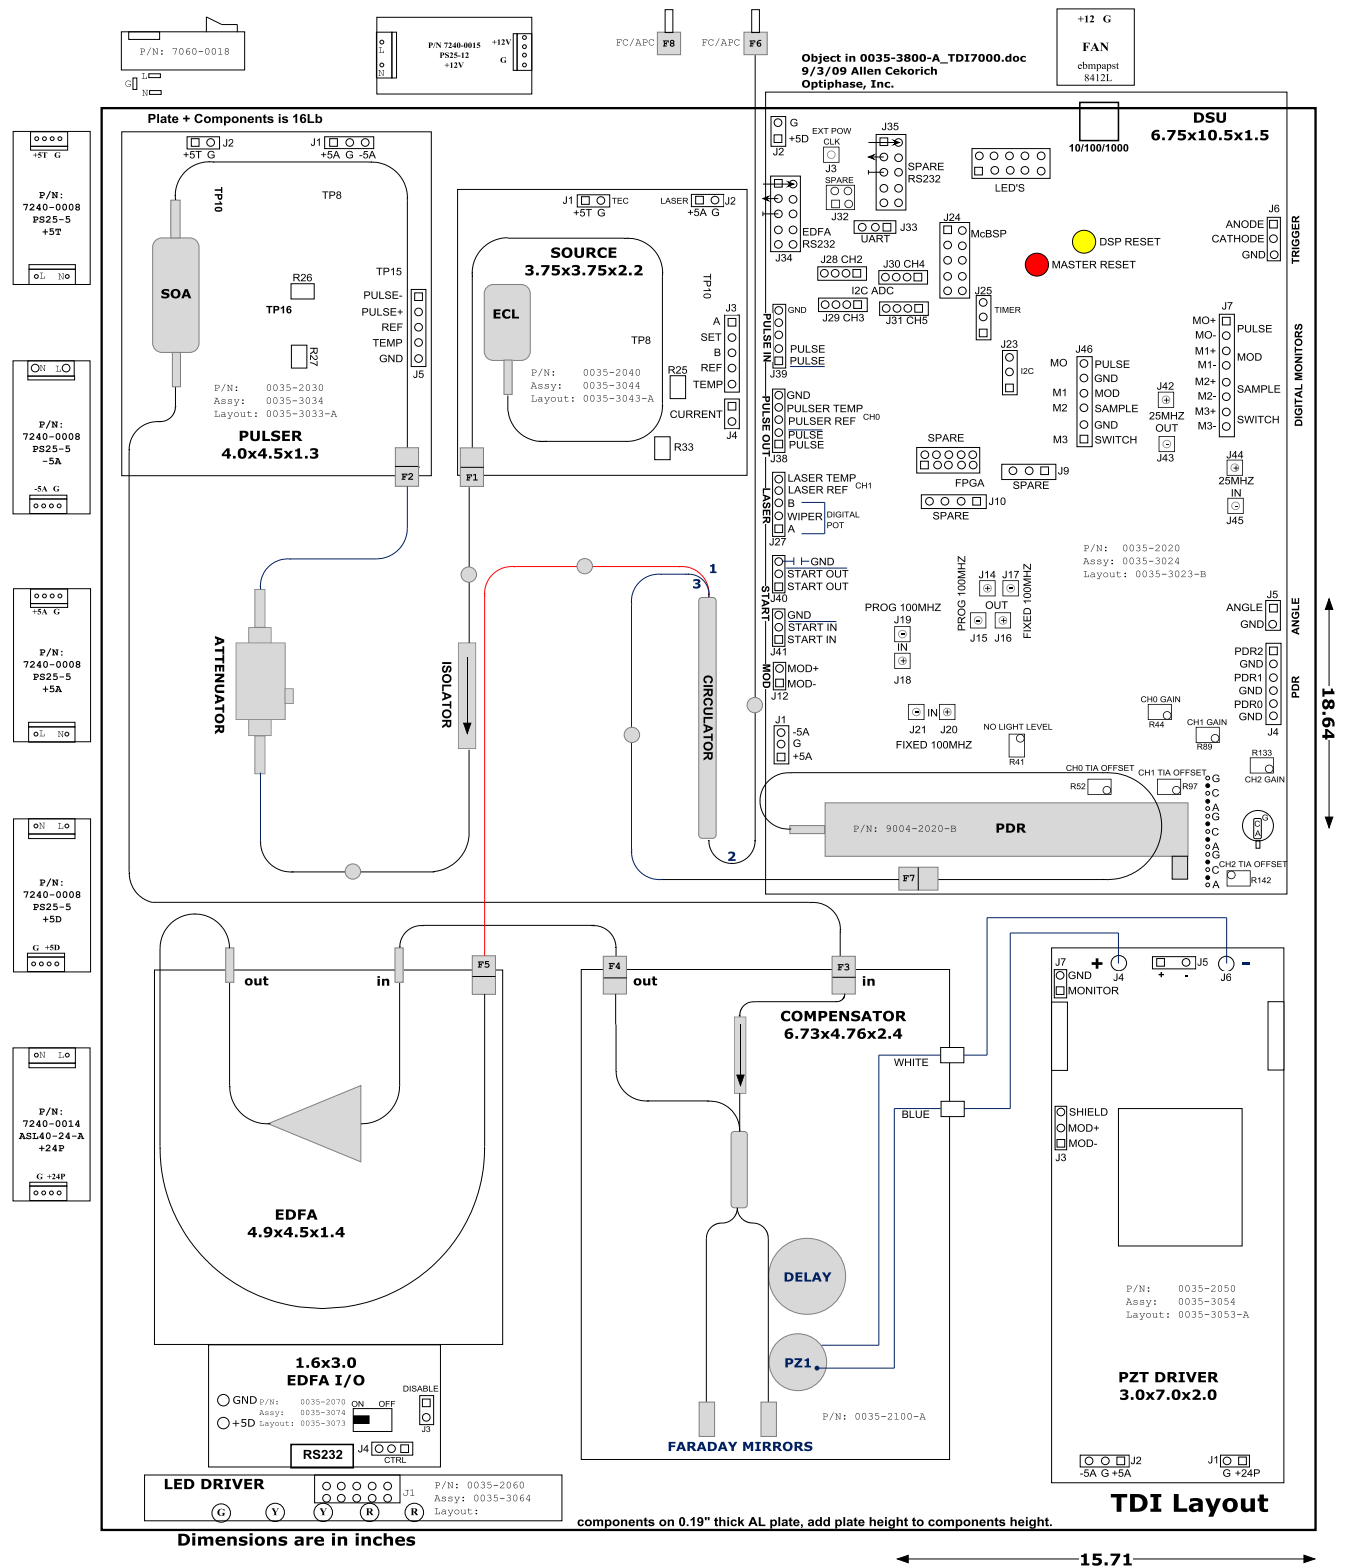 P/N: 7060-0018
L
G
N
L
N
P/N 7240-0015
PS25-12
+12V
+12V
G
FC/APC F8
FC/APC F6
Object in 0035-3800-A_TDI7000.doc
9/3/09 Allen Cekorich
Optiphase, Inc.
+12 G
FAN
ebmpapst
8412L
Plate + Components is 16Lb
+5T G
P/N:
7240-0008
PS25-5
+5T
L N
N L
P/N:
7240-0008
PS25-5
-5A
-5A G
+5A G
P/N:
7240-0008
PS25-5
+5A
L N
N L
P/N:
7240-0008
PS25-5
+5D
G +5D
N L
P/N:
7240-0014
ASL40-24-A
+24P
G +24P
J2
+5T G
J1
+5A G -5A
TP10
TP8
SOA
R26
TP16
R27
TP15
PULSE-
PULSE+
REF
TEMP
GND
J5
P/N: 0035-2030
Assy: 0035-3034
Layout: 0035-3033-A
PULSER
4.0x4.5x1.3
F2
J1 TEC
+5T G
LASER J2
+5A G
SOURCE
3.75x3.75x2.2
ECL
TP10
TP8
J3
A
SET
B
REF
TEMP
R25
CURRENT
J4
R33
P/N: 0035-2040
Assy: 0035-3044
Layout: 0035-3043-A
F1
DSU
6.75x10.5x1.5
10/100/1000
G
+5D
J2
EXT POW
CLK
J3
J35
SPARE
RS232
SPARE
J32
EDFA
RS232
J34
J33
UART
LED'S
J24
McBSP
DSP RESET
MASTER RESET
J6
ANODE
CATHODE
GND
TRIGGER
J28 CH2
J30 CH4
I2C ADC
J29 CH3
J31 CH5
J25
TIMER
J23
I2C
PULSE IN
GND
PULSE
PULSE
J39
PULSE OUT
GND
PULSER TEMP
PULSER REF CH0
PULSE
PULSE
J38
J46
MO PULSE
GND
M1 MOD
M2 SAMPLE
GND
M3 SWITCH
J42
25MHZ
OUT
J43
J7
MO+
MO-
M1+
M1-
M2+
M2-
M3+
M3-
PULSE
MOD
SAMPLE
SWITCH
DIGITAL MONITORS
J44
25MHZ
IN
J45
SPARE
FPGA
J9
SPARE
J10
SPARE
LASER
LASER TEMP
LASER REF CH1
B
WIPER
A
DIGITAL
POT
J27
START
GND
START OUT
START OUT
J40
GND
START IN
START IN
J41
MOD
MOD+
MOD-
J12
J1
-5A
G
+5A
P/N: 0035-2020
Assy: 0035-3024
Layout: 0035-3023-B
PROG 100MHZ
J19
IN
J18
PROG 100MHZ
J14 J17
OUT
J15 J16
FIXED 100MHZ
J21 IN J20
FIXED 100MHZ
J5
ANGLE
GND
ANGLE
PDR2
GND
PDR1
GND
PDR0
GND
J4
PDR
NO LIGHT LEVEL
R41
CH0 GAIN
R44
CH1 GAIN
R89
R133
CH2 GAIN
CH0 TIA OFFSET
R52
CH1 TIA OFFSET
R97
G
C
A
G
C
A
G
C
A
G
C
A
CH2 TIA OFFSET
R142
P/N: 9004-2020-B
PDR
F7
18.64
ATTENUATOR
ISOLATOR
CIRCULATOR
1
3
2
F5
out
in
EDFA
4.9x4.5x1.4
F4
out
F3
in
COMPENSATOR
6.73x4.76x2.4
WHITE
BLUE
DELAY
PZ1
P/N: 0035-2100-A
FARADAY MIRRORS
J7
GND
MONITOR
+
J4
J5
+ -
J6
-
SHIELD
MOD+
MOD-
J3
P/N: 0035-2050
Assy: 0035-3054
Layout: 0035-3053-A
PZT DRIVER
3.0x7.0x2.0
J2
-5A G +5A
J1
G +24P
1.6x3.0
EDFA I/O
GND
+5D
P/N: 0035-2070
Assy: 0035-3074
Layout: 0035-3073
ON OFF
DISABLE
J3
RS232
J4
CTRL
LED DRIVER
J1
P/N: 0035-2060
Assy: 0035-3064
Layout:
G Y Y R R
TDI Layout
components on 0.19" thick AL plate, add plate height to components height.
Dimensions are in inches
15.71